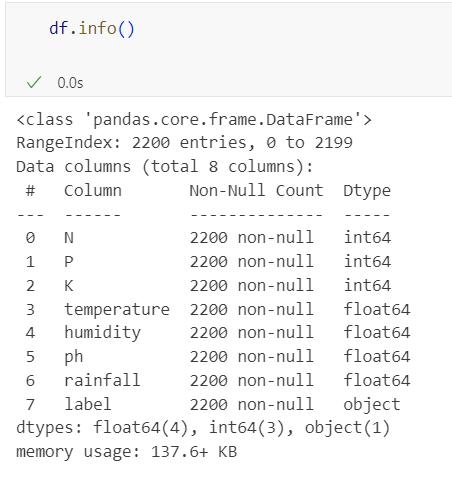 df.info()
0.0s
<class 'pandas.core.frame.DataFrame'>
RangeIndex: 2200 entries, 0 to 2199
Data columns (total 8 columns):
 #   Column       Non-Null Count  Dtype
---  ------       --------------  -----
 0   N            2200 non-null   int64
 1   P            2200 non-null   int64
 2   K            2200 non-null   int64
 3   temperature  2200 non-null   float64
 4   humidity     2200 non-null   float64
 5   ph           2200 non-null   float64
 6   rainfall     2200 non-null   float64
 7   label        2200 non-null   object
dtypes: float64(4), int64(3), object(1)
memory usage: 137.6+ KB